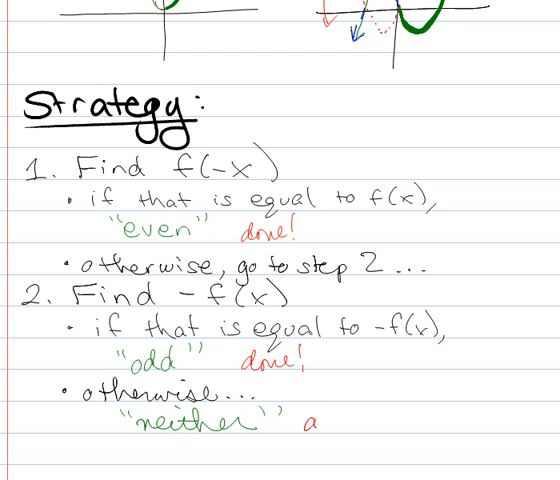 Strategy:
1. Find f(-x)
• if that is equal to f(x),
"even" done!
• otherwise, go to step 2 ...
2. Find -f(x)
• if that is equal to -f(x),
"odd" done!
• otherwise...
"neither" a